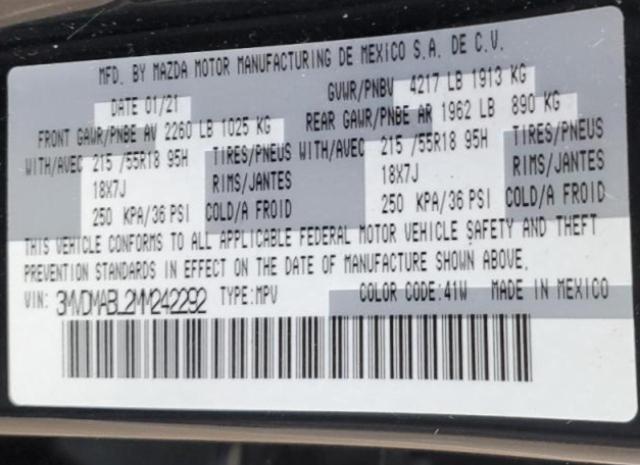 MFD. BY MAZDA MOTOR MANUFACTURING DE MEXICO S.A. DE C.V.
DATE 01/21 GVWR/PNBV 4217 LB 1913 KG
FRONT GAWR/PNBE AV 2260 LB 1025 KG REAR GAWR/PNBE AR 1962 LB 890 KG
WITH/AVEC 215 /55R18 95H TIRES/PNEUS WITH/AVEC 215 /55R18 95H TIRES/PNEUS
18X7J RIMS/JANTES 18X7J RIMS/JANTES
250 KPA/36 PSI COLD/A FROID 250 KPA/36 PSI COLD/A FROID
THIS VEHICLE CONFORMS TO ALL APPLICABLE FEDERAL MOTOR VEHICLE SAFETY AND THEFT
PREVENTION STANDARDS IN EFFECT ON THE DATE OF MANUFACTURE SHOWN ABOVE.
VIN: 3MVDMABL2MM242292 TYPE:MPV COLOR CODE:41W MADE IN MEXICO